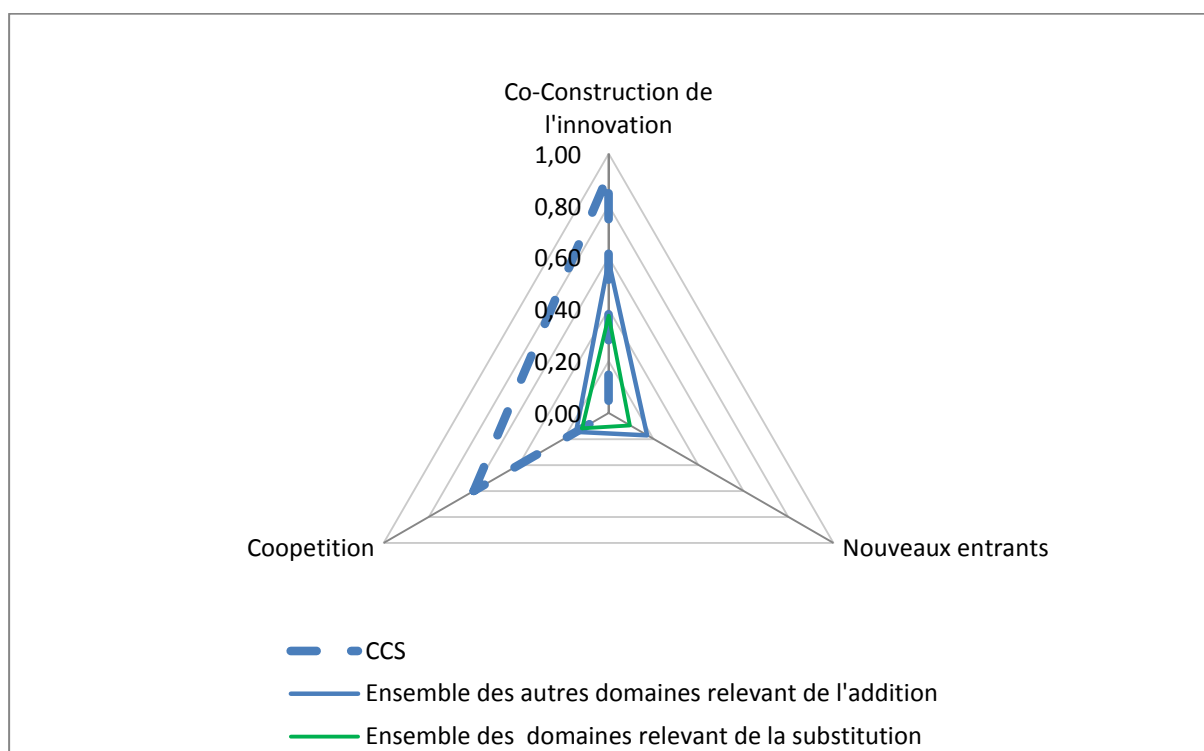 Co-Construction de
l'innovation
1,00
0,80
0,60
0,40
0,20
0,00
Coopetition
Nouveaux entrants
CCS
Ensemble des autres domaines relevant de l'addition
Ensemble des domaines relevant de la substitution